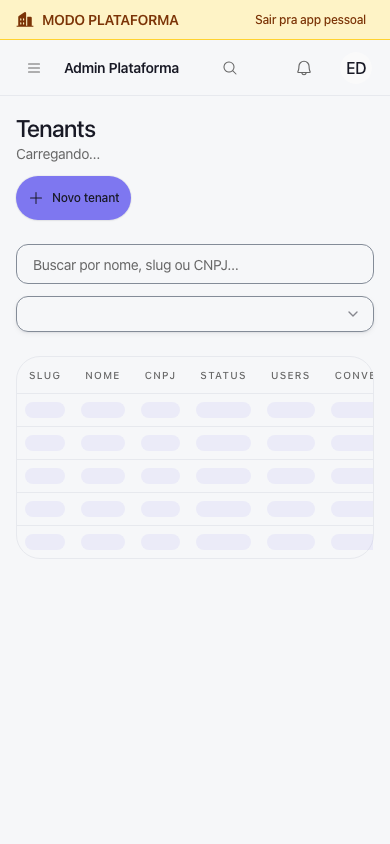 MODO PLATAFORMA Sair pra app pessoal
Admin Plataforma ED
Tenants
Carregando...
Novo tenant
Buscar por nome, slug ou CNPJ...
SLUG NOME CNPJ STATUS USERS CONVE